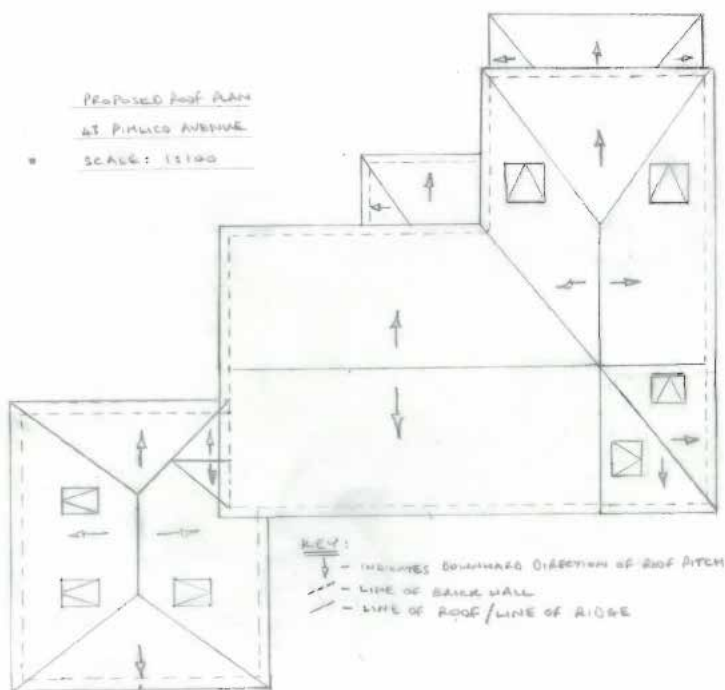 PROPOSED ROOF PLAN
43 PIMLICO AVENUE
SCALE: 1:100
KEY:
- INDICATES DOWNWARD DIRECTION OF ROOF PITCH
- LINE OF BRICK WALL
- LINE OF ROOF/LINE OF RIDGE